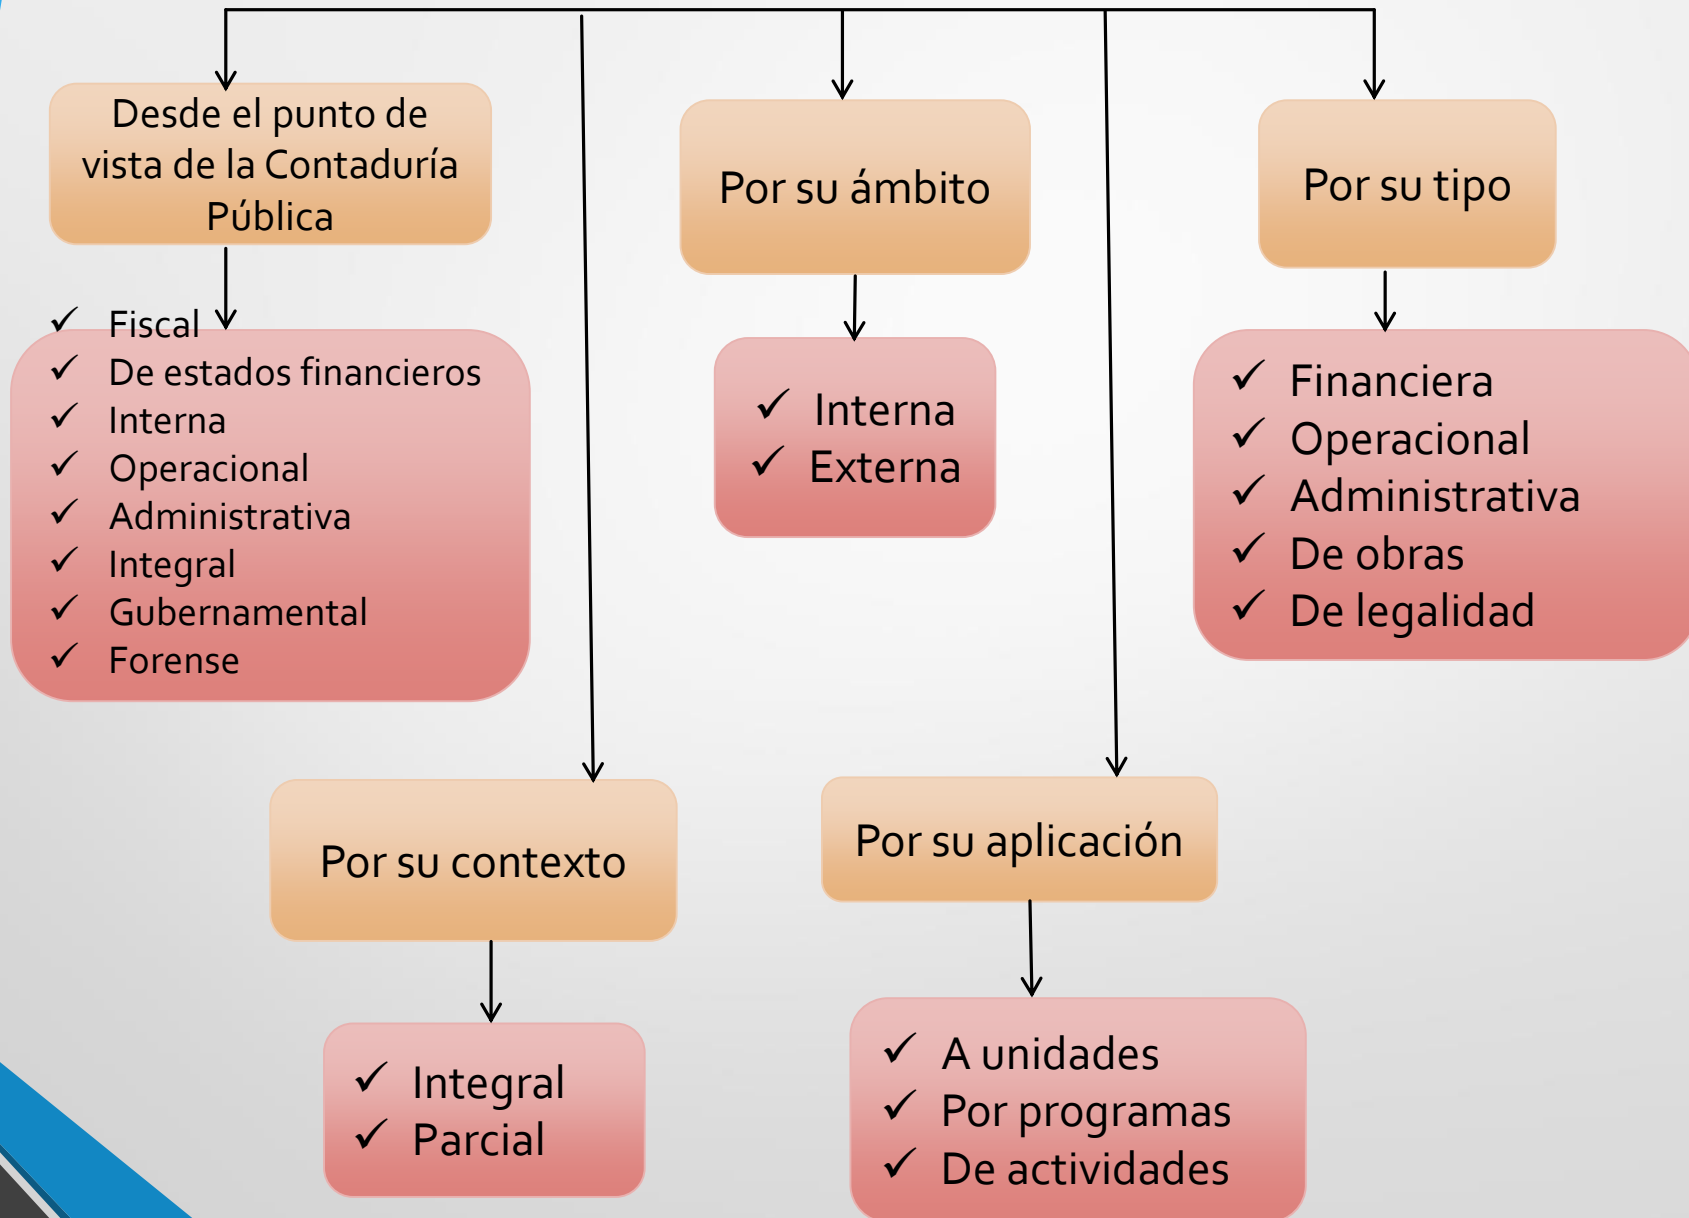 Desde el punto de
vista de la Contaduría
Pública
✓ Fiscal
✓ De estados financieros
✓ Interna
✓ Operacional
✓ Administrativa
✓ Integral
✓ Gubernamental
✓ Forense
Por su ámbito
✓ Interna
✓ Externa
Por su tipo
✓ Financiera
✓ Operacional
✓ Administrativa
✓ De obras
✓ De legalidad
Por su contexto
✓ Integral
✓ Parcial
Por su aplicación
✓ A unidades
✓ Por programas
✓ De actividades